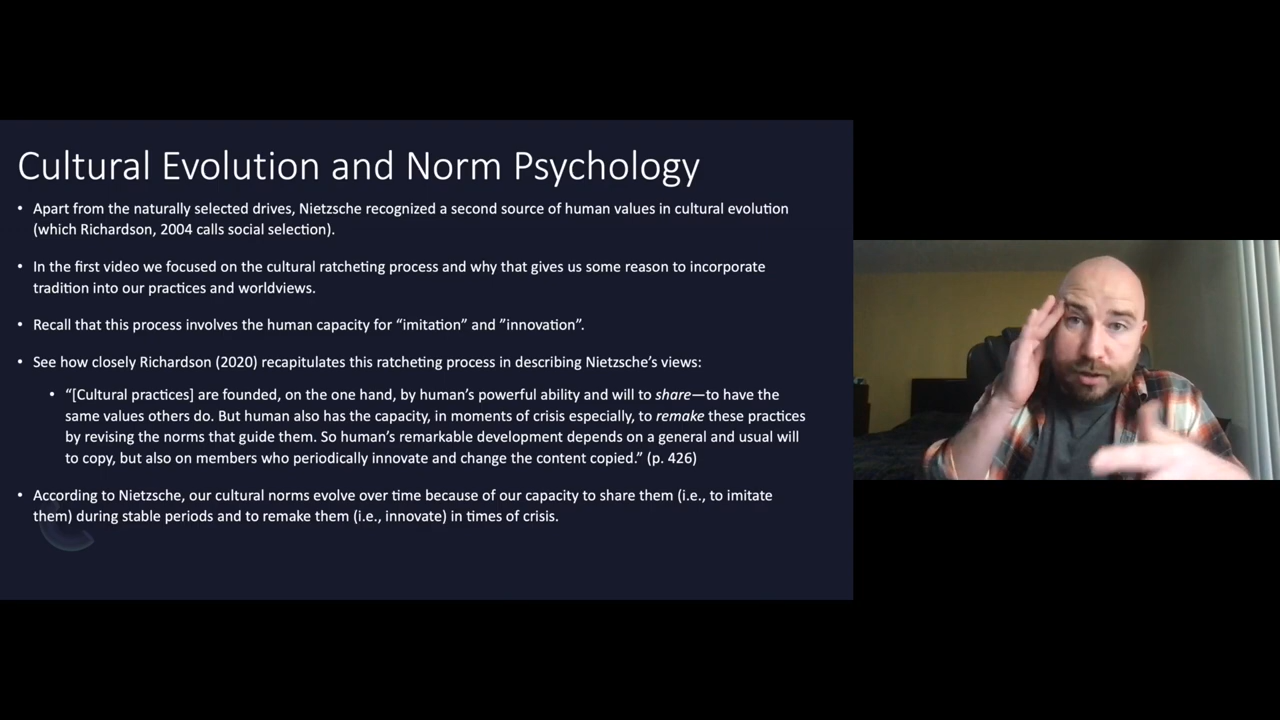 Cultural Evolution and Norm Psychology
• Apart from the naturally selected drives, Nietzsche recognized a second source of human values in cultural evolution
(which Richardson, 2004 calls social selection).
• In the first video we focused on the cultural ratcheting process and why that gives us some reason to incorporate
tradition into our practices and worldviews.
• Recall that this process involves the human capacity for “imitation” and ”innovation”.
• See how closely Richardson (2020) recapitulates this ratcheting process in describing Nietzsche’s views:
• “[Cultural practices] are founded, on the one hand, by human’s powerful ability and will to share—to have the
same values others do. But human also has the capacity, in moments of crisis especially, to remake these practices
by revising the norms that guide them. So human’s remarkable development depends on a general and usual will
to copy, but also on members who periodically innovate and change the content copied.” (p. 426)
• According to Nietzsche, our cultural norms evolve over time because of our capacity to share them (i.e., to imitate
them) during stable periods and to remake them (i.e., innovate) in times of crisis.